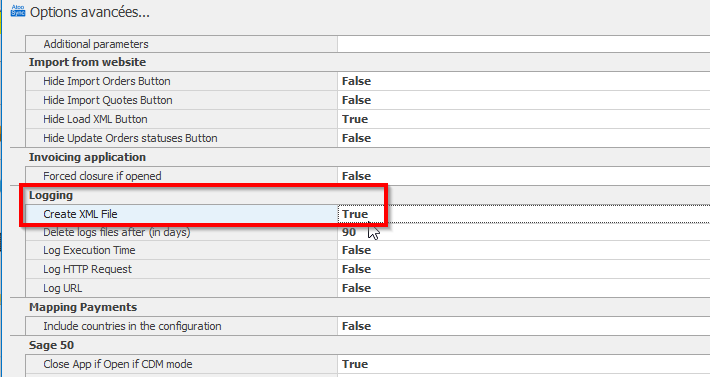 Atoo Sync Options avancées...
Additional parameters
Import from website
Hide Import Orders Button False
Hide Import Quotes Button False
Hide Load XML Button True
Hide Update Orders statuses Button False
Invoicing application
Forced closure if opened False
Logging
Create XML File True
Delete logs files after (in days) 90
Log Execution Time False
Log HTTP Request False
Log URL False
Mapping Payments
Include countries in the configuration False
Sage 50
Close App if Open if CDM mode True